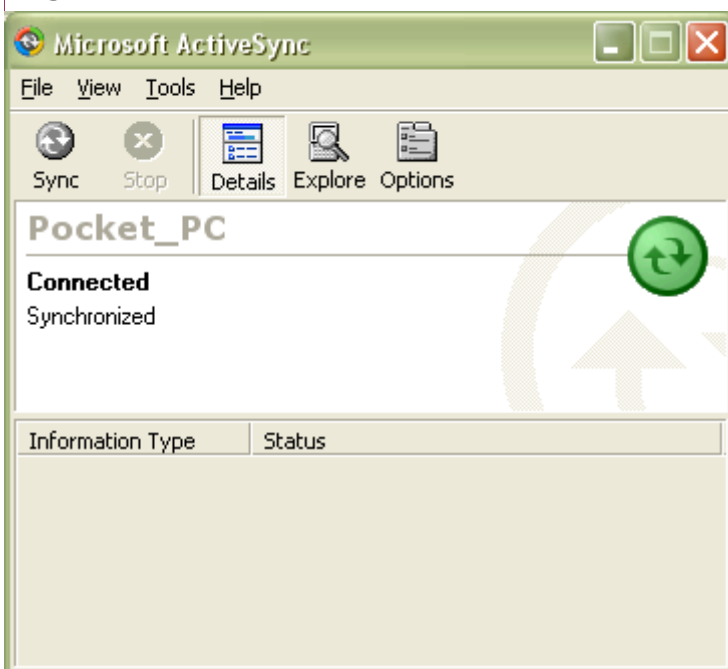 Microsoft ActiveSync
File View Tools Help
Sync Stop Details Explore Options
Pocket_PC
Connected
Synchronized
Information Type Status